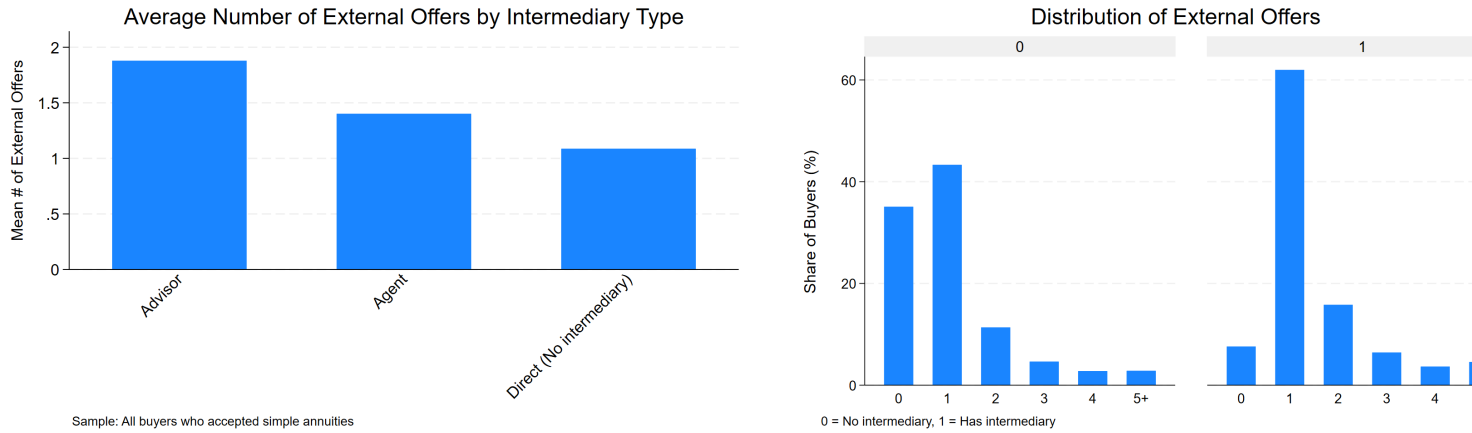 Average Number of External Offers by Intermediary Type
Mean # of External Offers
2
1.5
1
.5
0
Advisor
Agent
Direct (No intermediary)
Sample: All buyers who accepted simple annuities
Distribution of External Offers
0
1
Share of Buyers (%)
60
40
20
0
0 1 2 3 4 5+
0 1 2 3 4
0 = No intermediary, 1 = Has intermediary